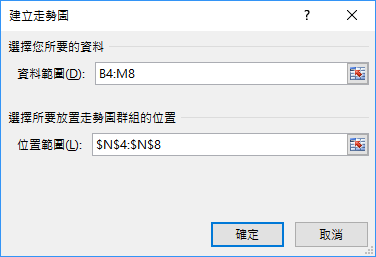 建立走勢圖
選擇您所要的資料
資料範圍(D): B4:M8
選擇所要放置走勢圖群組的位置
位置範圍(L): $N$4:$N$8
確定 取消